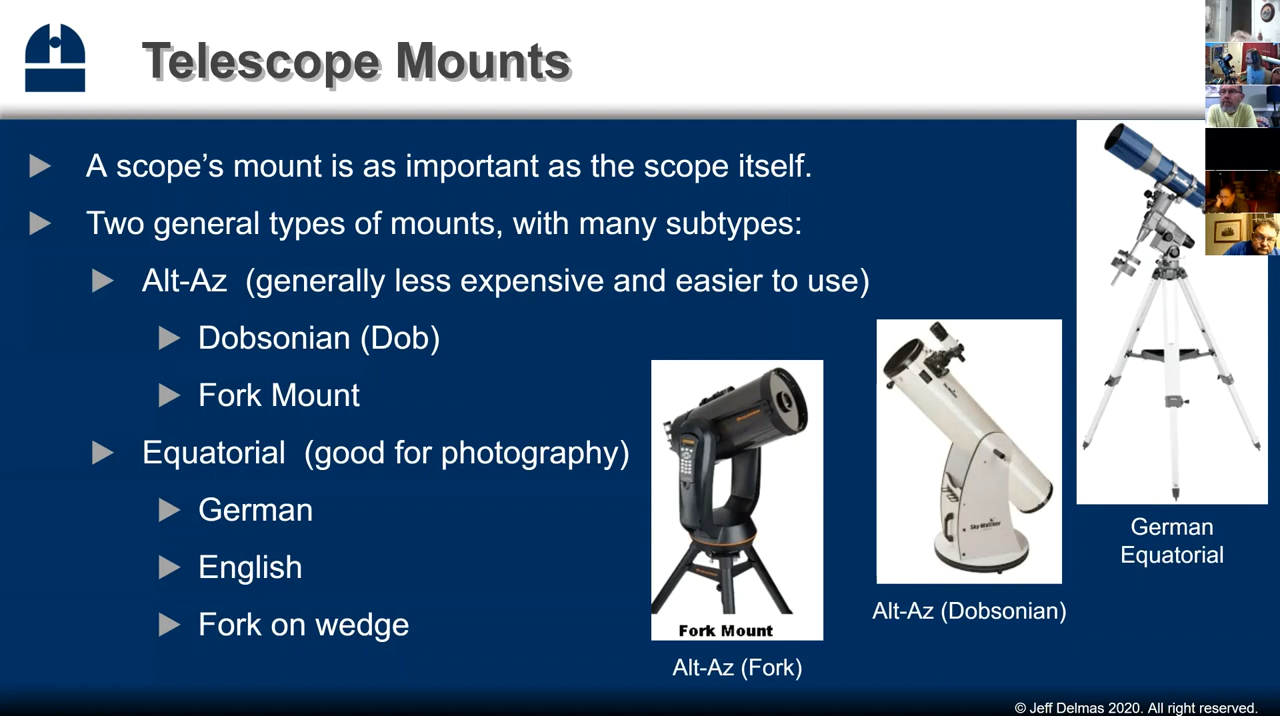 Telescope Mounts
A scope’s mount is as important as the scope itself.
Two general types of mounts, with many subtypes:
Alt-Az (generally less expensive and easier to use)
Dobsonian (Dob)
Fork Mount
Equatorial (good for photography)
German
English
Fork on wedge
Fork Mount
Alt-Az (Fork)
Sky-Watcher
Alt-Az (Dobsonian)
German
Equatorial
© Jeff Delmas 2020. All right reserved.